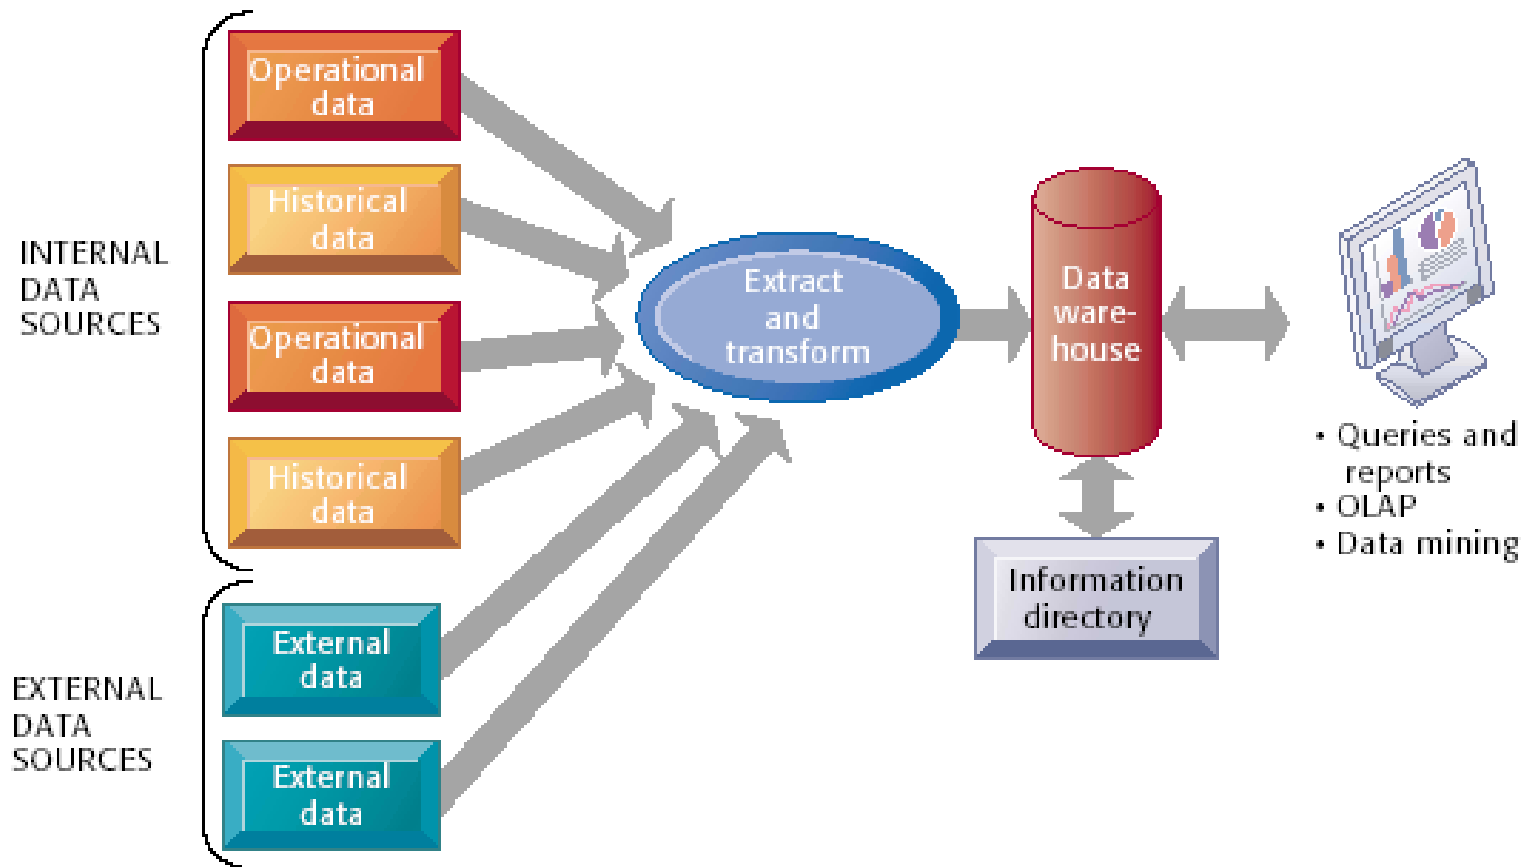 INTERNAL
DATA
SOURCES
Operational
data
Historical
data
Operational
data
Historical
data
EXTERNAL
DATA
SOURCES
External
data
External
data
Extract
and
transform
Data
ware-
house
Information
directory
• Queries and
reports
• OLAP
• Data mining